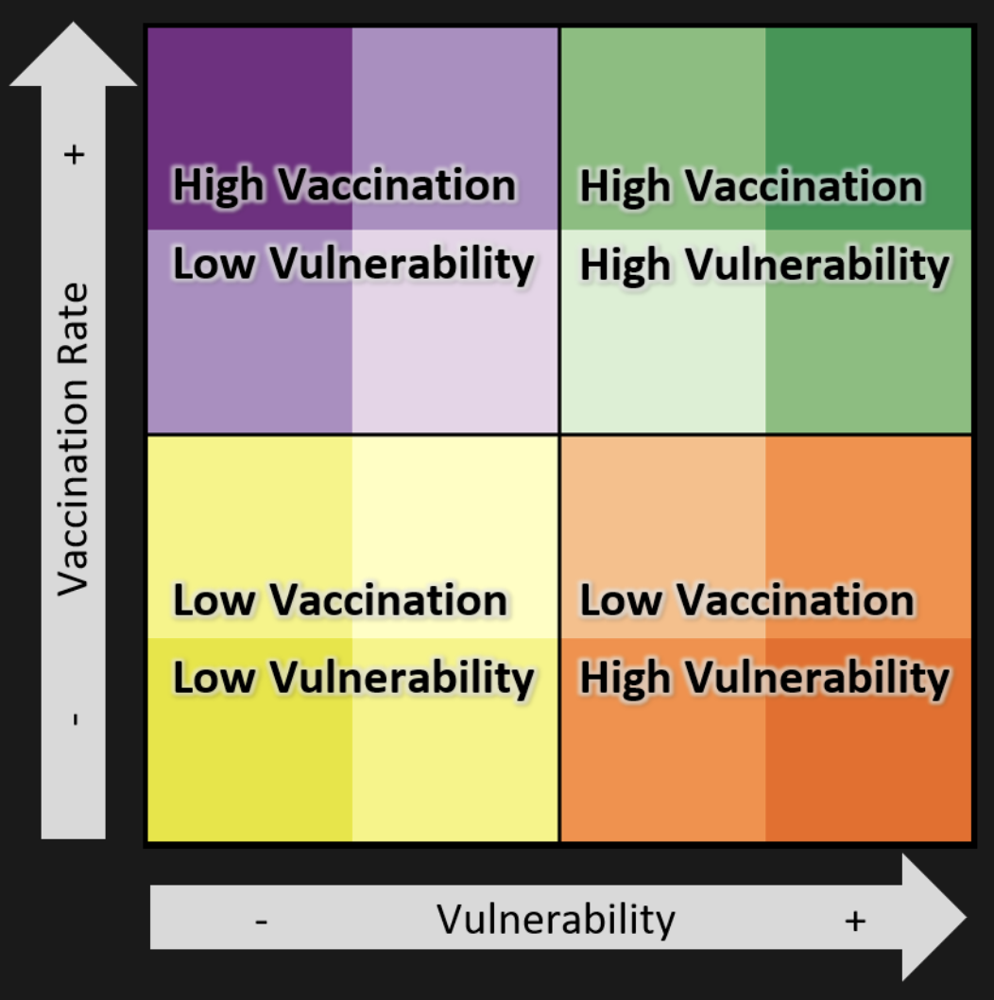 +
Vaccination Rate
-
High Vaccination
Low Vulnerability
High Vaccination
High Vulnerability
Low Vaccination
Low Vulnerability
Low Vaccination
High Vulnerability
- Vulnerability +